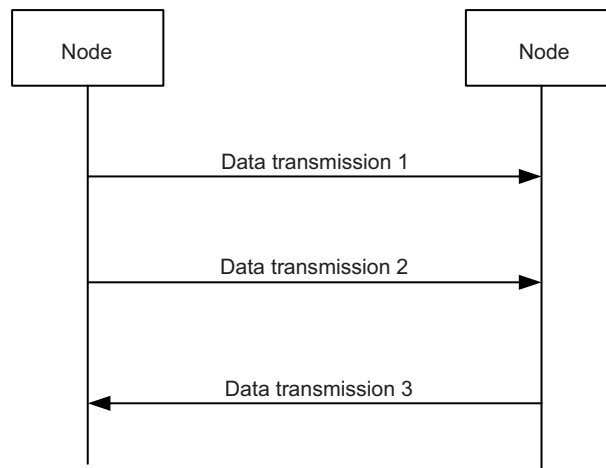 Node
Node
Data transmission 1
Data transmission 2
Data transmission 3